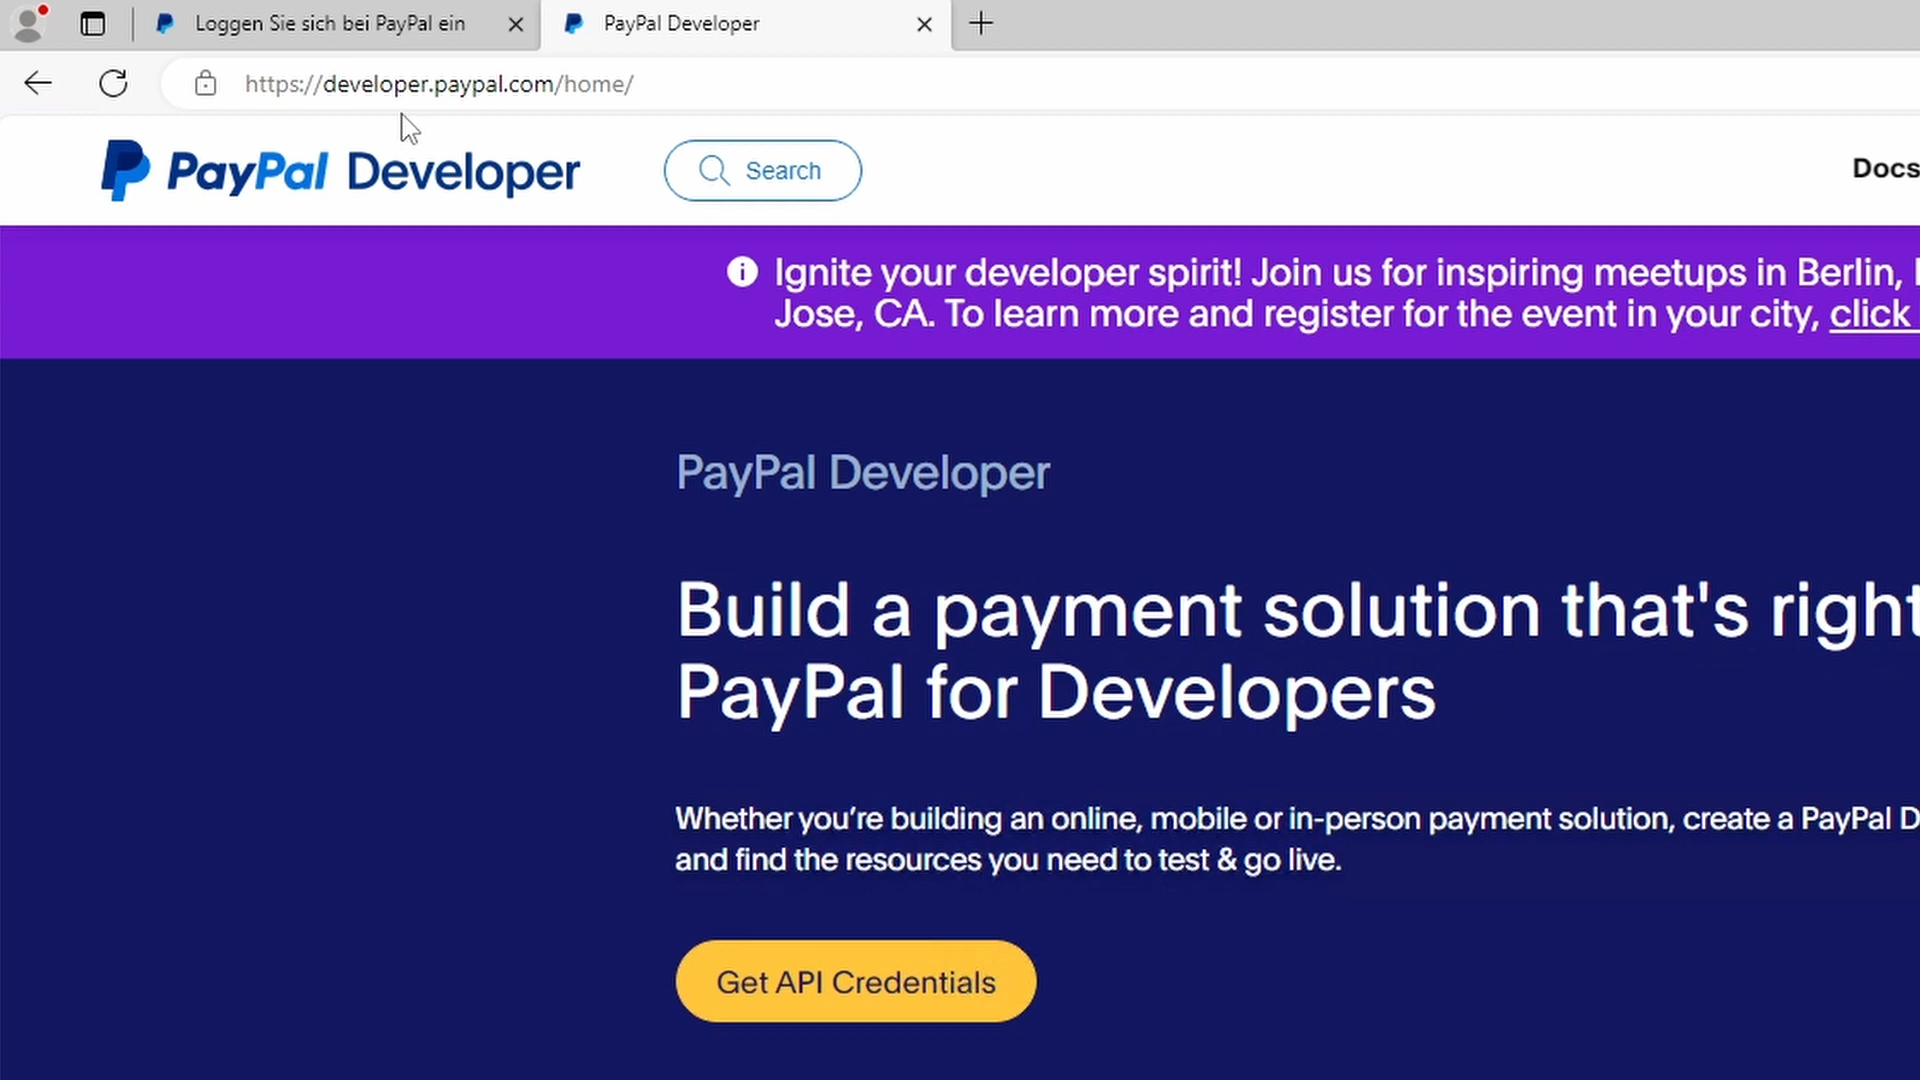 Loggen Sie sich bei PayPal ein
PayPal Developer
https://developer.paypal.com/home/
PayPal Developer
Search
Docs
Ignite your developer spirit! Join us for inspiring meetups in Berlin,
Jose, CA. To learn more and register for the event in your city, click
PayPal Developer
Build a payment solution that's right
PayPal for Developers
Whether you’re building an online, mobile or in-person payment solution, create a PayPal D
and find the resources you need to test & go live.
Get API Credentials